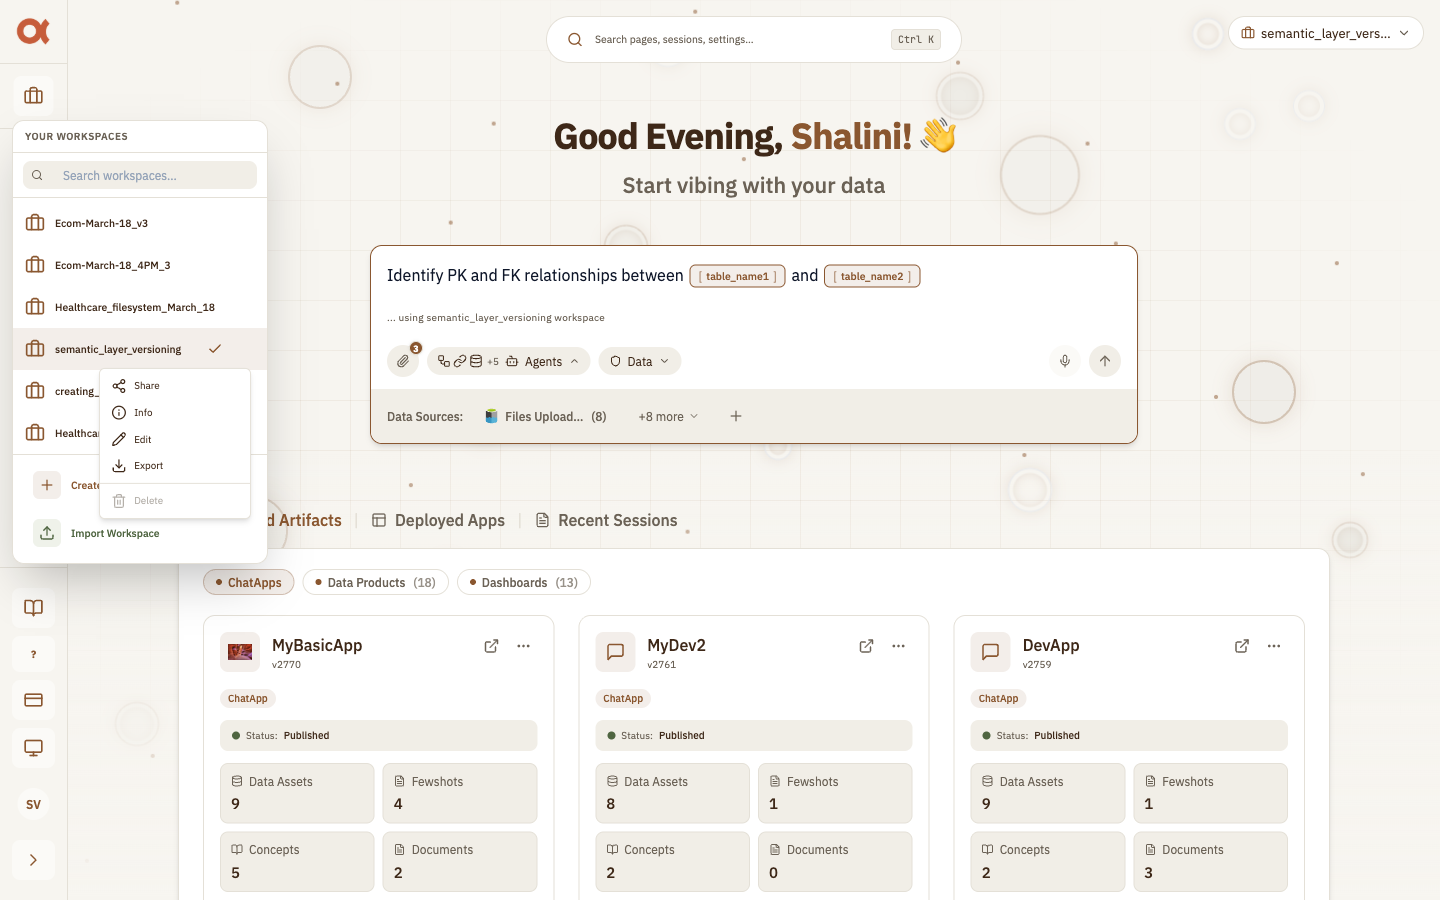 Search pages, sessions, settings...
Ctrl K
semantic_layer_vers...
YOUR WORKSPACES
Search workspaces...
Ecom-March-18_v3
Ecom-March-18_4PM_3
Healthcare_filesystem_March_18
semantic_layer_versioning
creating_
Healthca
Share
Info
Edit
Export
Delete
Create
Import Workspace
?
SV
Good Evening, Shalini! 👋
Start vibing with your data
Identify PK and FK relationships between [ table_name1 ] and [ table_name2 ]
... using semantic_layer_versioning workspace
3
+5 Agents
Data
Data Sources: Files Upload... (8) +8 more
d Artifacts
Deployed Apps
Recent Sessions
ChatApps
Data Products (18)
Dashboards (13)
MyBasicApp
v2770
ChatApp
Status: Published
Data Assets
9
Fewshots
4
Concepts
5
Documents
2
MyDev2
v2761
ChatApp
Status: Published
Data Assets
8
Fewshots
1
Concepts
2
Documents
0
DevApp
v2759
ChatApp
Status: Published
Data Assets
9
Fewshots
1
Concepts
2
Documents
3